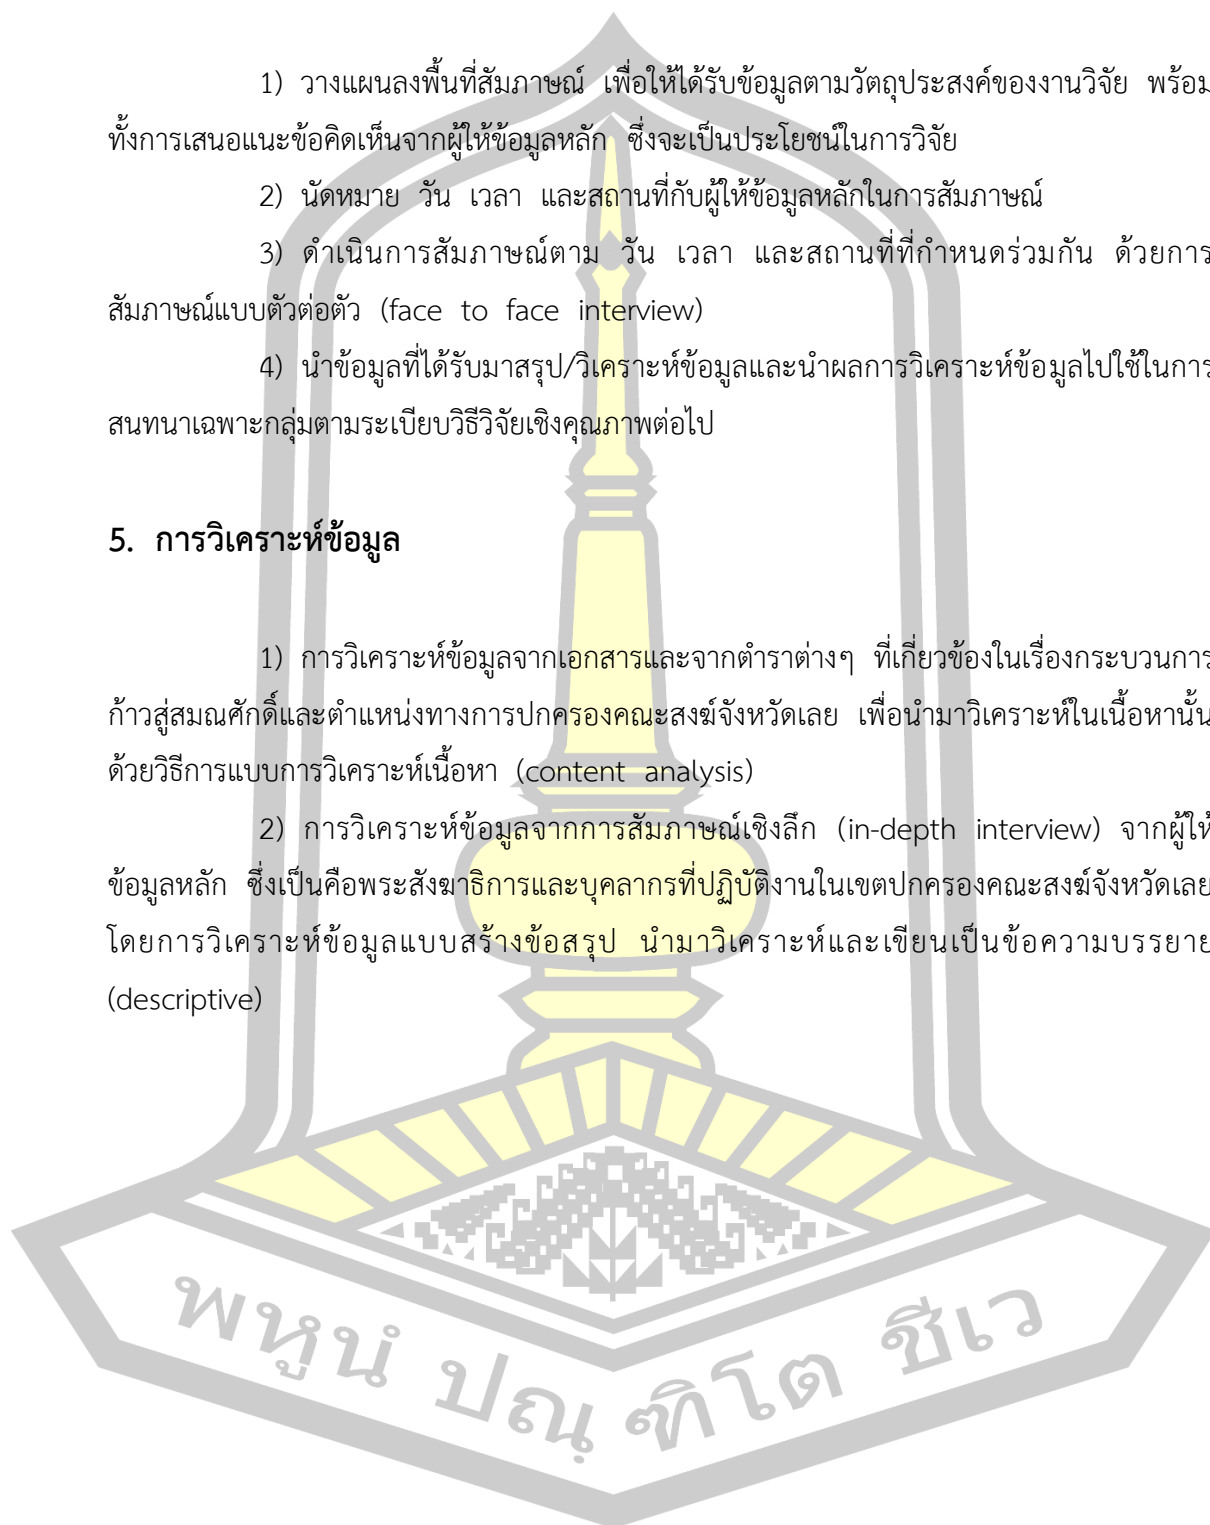 1) วางแผนลงพื้นที่สัมภาษณ์ เพื่อให้ได้รับข้อมูลตามวัตถุประสงค์ของงานวิจัย พร้อม
ทั้งการเสนอแนะข้อคิดเห็นจากผู้ให้ข้อมูลหลัก ซึ่งจะเป็นประโยชน์ในการวิจัย
2) นัดหมาย วัน เวลา และสถานที่กับผู้ให้ข้อมูลหลักในการสัมภาษณ์
3) ดำเนินการสัมภาษณ์ตาม วัน เวลา และสถานที่ที่กำหนดร่วมกัน ด้วยการ
สัมภาษณ์แบบตัวต่อตัว (face to face interview)
4) นำข้อมูลที่ได้รับมาสรุป/วิเคราะห์ข้อมูลและนำผลการวิเคราะห์ข้อมูลไปใช้ในการ
สนทนาเฉพาะกลุ่มตามระเบียบวิธีวิจัยเชิงคุณภาพต่อไป
5. การวิเคราะห์ข้อมูล
1) การวิเคราะห์ข้อมูลจากเอกสารและจากตำราต่างๆ ที่เกี่ยวข้องในเรื่องกระบวนการ
ก้าวสู่สมณศักดิ์และตำแหน่งทางการปกครองคณะสงฆ์จังหวัดเลย เพื่อนำมาวิเคราะห์ในเนื้อหานั้น
ด้วยวิธีการแบบการวิเคราะห์เนื้อหา (content analysis)
2) การวิเคราะห์ข้อมูลจากการสัมภาษณ์เชิงลึก (in-depth interview) จากผู้ให้
ข้อมูลหลัก ซึ่งเป็นคือพระสังฆาธิการและบุคลากรที่ปฏิบัติงานในเขตปกครองคณะสงฆ์จังหวัดเลย
โดยการวิเคราะห์ข้อมูลแบบสร้างข้อสรุป นำมาวิเคราะห์และเขียนเป็นข้อความบรรยาย
(descriptive)
พหูนํ ปณฺฑิโต ชีเว